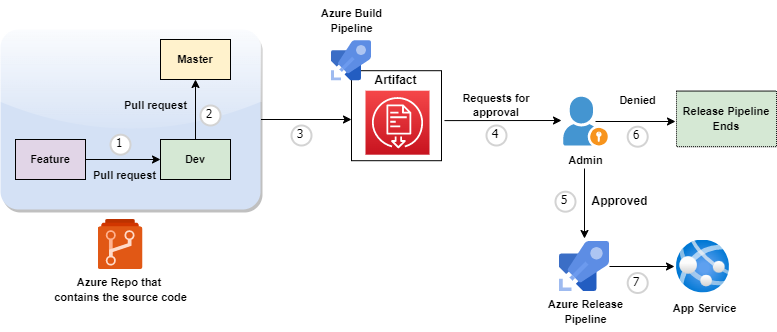 Azure Build
Pipeline
Master
Artifact
Pull request
2
Requests for
approval
Denied
Release Pipeline
Ends
1
3
4
6
Feature
Dev
Pull request
Admin
5
Approved
Azure Repo that
contains the source code
7
Azure Release
Pipeline
App Service